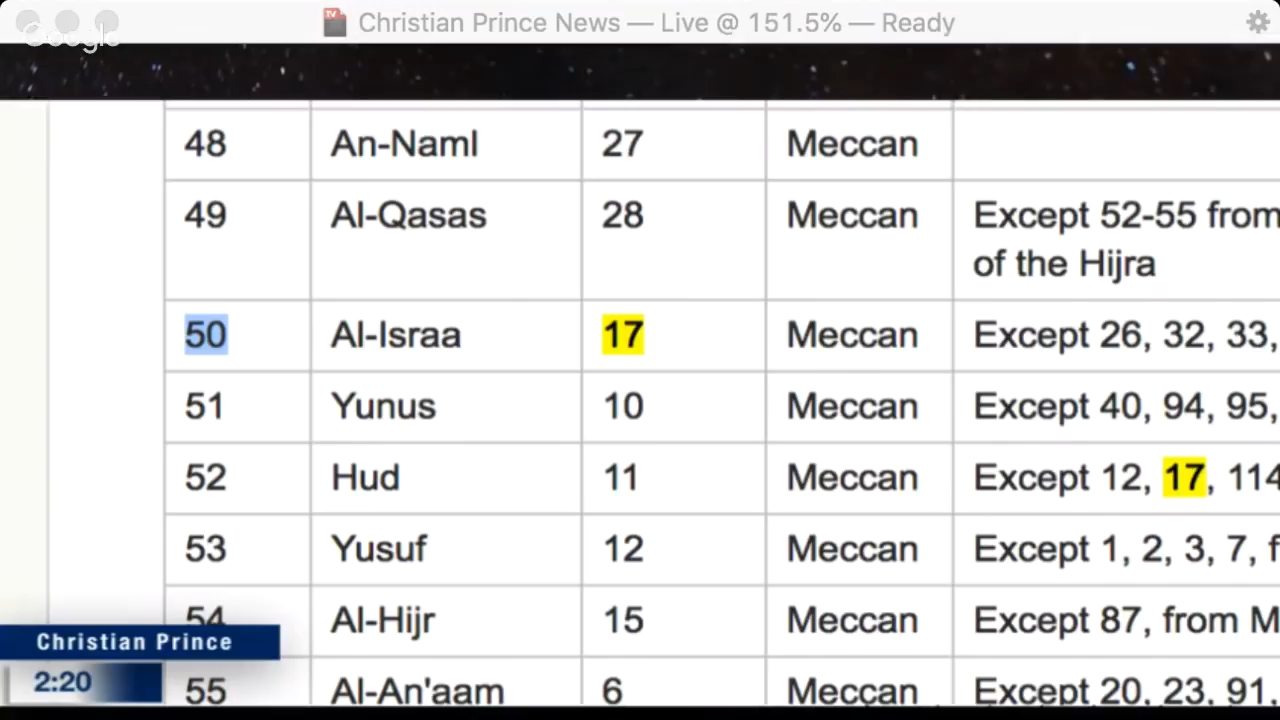 TV Christian Prince News — Live @ 151.5% — Ready
Google
48 An-Naml 27 Meccan
49 Al-Qasas 28 Meccan Except 52-55 from
of the Hijra
50 Al-Israa 17 Meccan Except 26, 32, 33,
51 Yunus 10 Meccan Except 40, 94, 95,
52 Hud 11 Meccan Except 12, 17, 114
53 Yusuf 12 Meccan Except 1, 2, 3, 7, f
54 Al-Hijr 15 Meccan Except 87, from M
55 Al-An'aam 6 Meccan Except 20, 23, 91,
Christian Prince
2:20